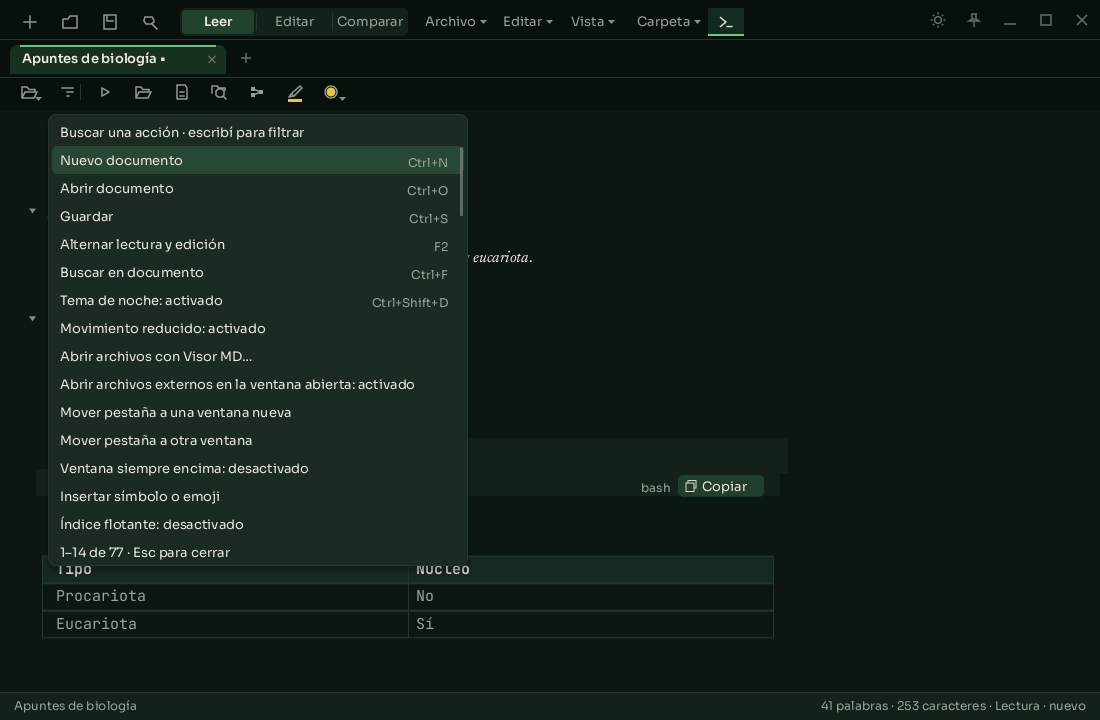 Leer Editar Comparar Archivo Editar Vista Carpeta
Apuntes de biología •
Buscar una acción · escribí para filtrar
Nuevo documento Ctrl+N
Abrir documento Ctrl+O
Guardar Ctrl+S
Alternar lectura y edición F2
Buscar en documento Ctrl+F
eucariota.
Tema de noche: activado Ctrl+Shift+D
Movimiento reducido: activado
Abrir archivos con Visor MD…
Abrir archivos externos en la ventana abierta: activado
Mover pestaña a una ventana nueva
Mover pestaña a otra ventana
Ventana siempre encima: desactivado
bash Copiar
Insertar símbolo o emoji
Índice flotante: desactivado
1–14 de 77 · Esc para cerrar
Tipo Núcleo
Procariota No
Eucariota Sí
Apuntes de biología 41 palabras · 253 caracteres · Lectura · nuevo